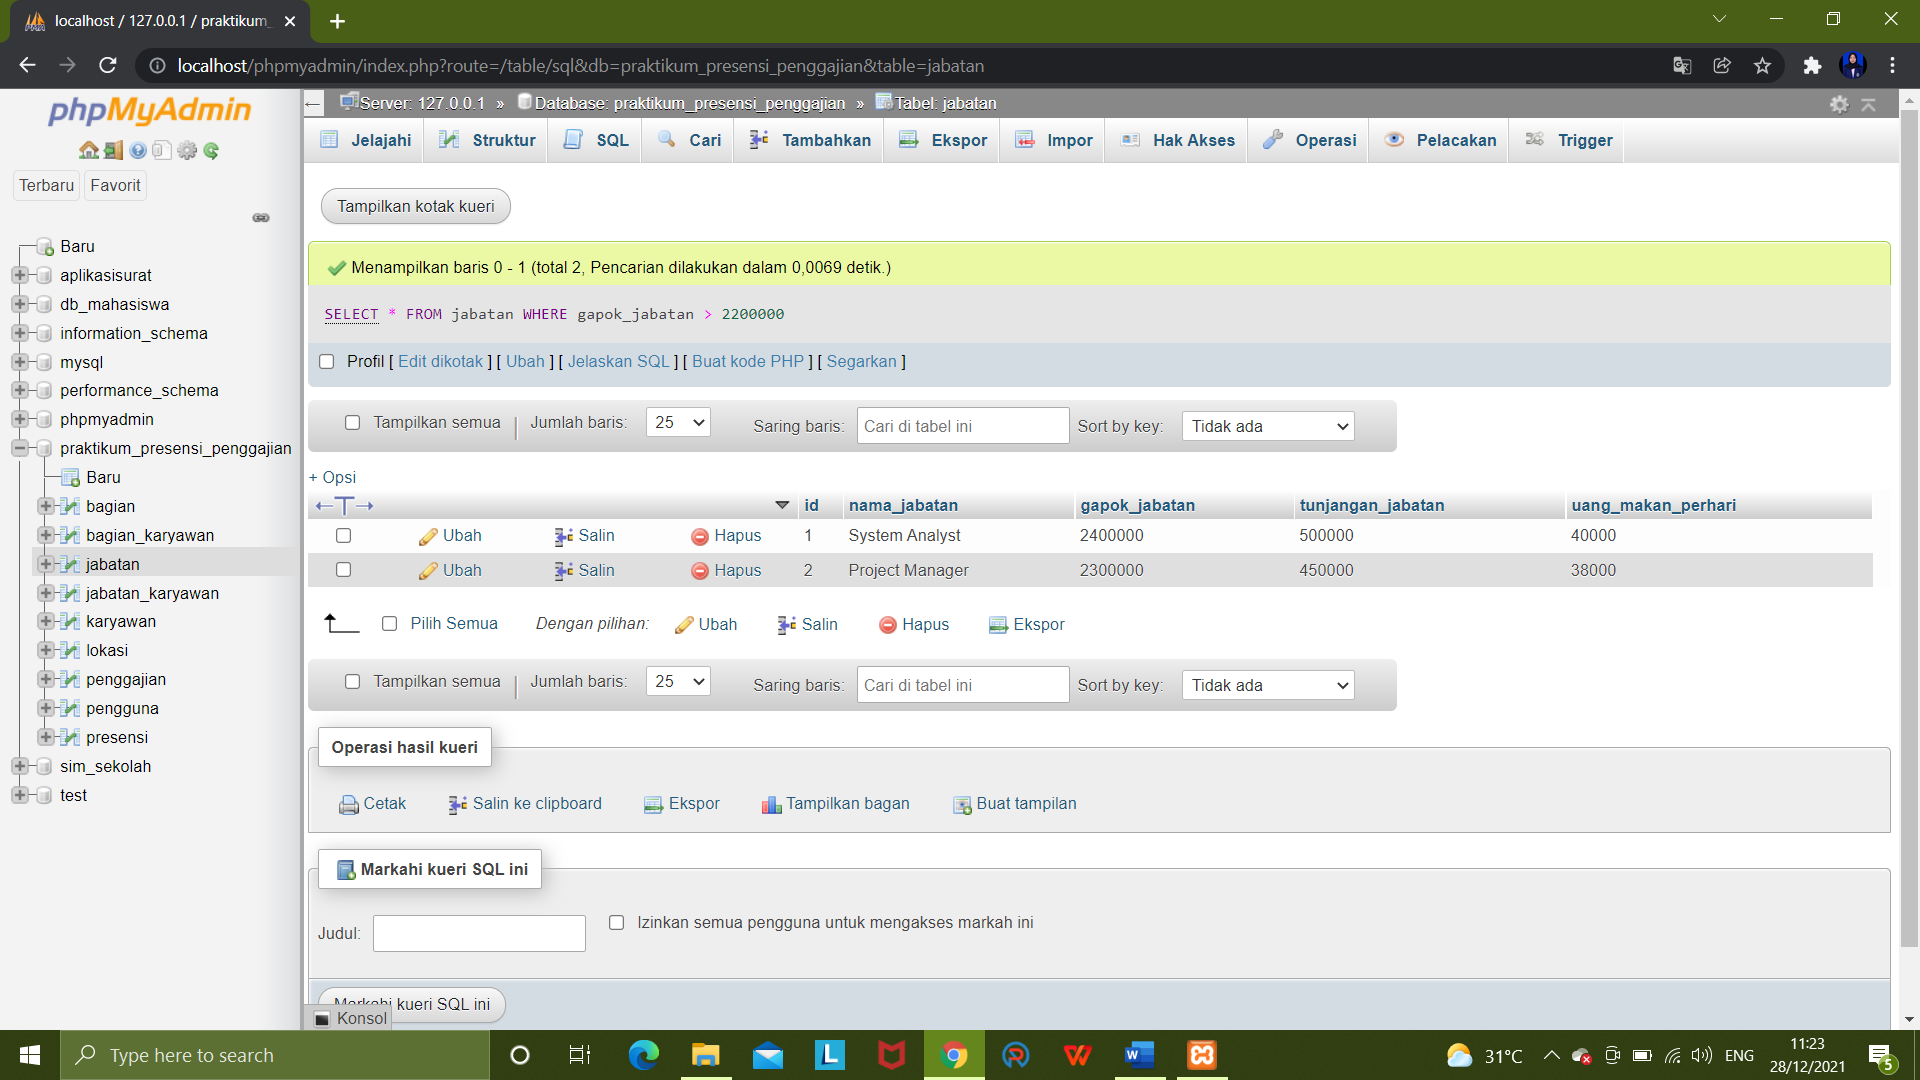 localhost / 127.0.0.1 / praktikum_
localhost/phpmyadmin/index.php?route=/table/sql&db=praktikum_presensi_penggajian&table=jabatan
phpMyAdmin
Terbaru Favorit
Baru
aplikasisurat
db_mahasiswa
information_schema
mysql
performance_schema
phpmyadmin
praktikum_presensi_penggajian
Baru
bagian
bagian_karyawan
jabatan
jabatan_karyawan
karyawan
lokasi
penggajian
pengguna
presensi
sim_sekolah
test
Server: 127.0.0.1 » Database: praktikum_presensi_penggajian » Tabel: jabatan
Jelajahi Struktur SQL Cari Tambahkan Ekspor Impor Hak Akses Operasi Pelacakan Trigger
Tampilkan kotak kueri
Menampilkan baris 0 - 1 (total 2, Pencarian dilakukan dalam 0,0069 detik.)
SELECT * FROM jabatan WHERE gapok_jabatan > 2200000
Profil [ Edit dikotak ] [ Ubah ] [ Jelaskan SQL ] [ Buat kode PHP ] [ Segarkan ]
Tampilkan semua | Jumlah baris: 25 Saring baris: Cari di tabel ini Sort by key: Tidak ada
+ Opsi
←T→ id nama_jabatan gapok_jabatan tunjangan_jabatan uang_makan_perhari
Ubah Salin Hapus 1 System Analyst 2400000 500000 40000
Ubah Salin Hapus 2 Project Manager 2300000 450000 38000
Pilih Semua Dengan pilihan: Ubah Salin Hapus Ekspor
Tampilkan semua | Jumlah baris: 25 Saring baris: Cari di tabel ini Sort by key: Tidak ada
Operasi hasil kueri
Cetak Salin ke clipboard Ekspor Tampilkan bagan Buat tampilan
Markahi kueri SQL ini
Judul: Izinkan semua pengguna untuk mengakses markah ini
Markahi kueri SQL ini
Konsol
Type here to search
31°C ENG
11:23
28/12/2021
5